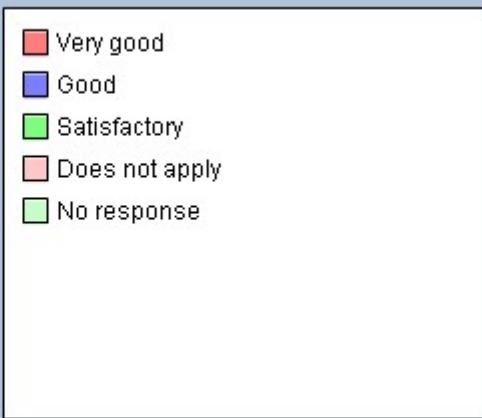 Very good
Good
Satisfactory
Does not apply
No response